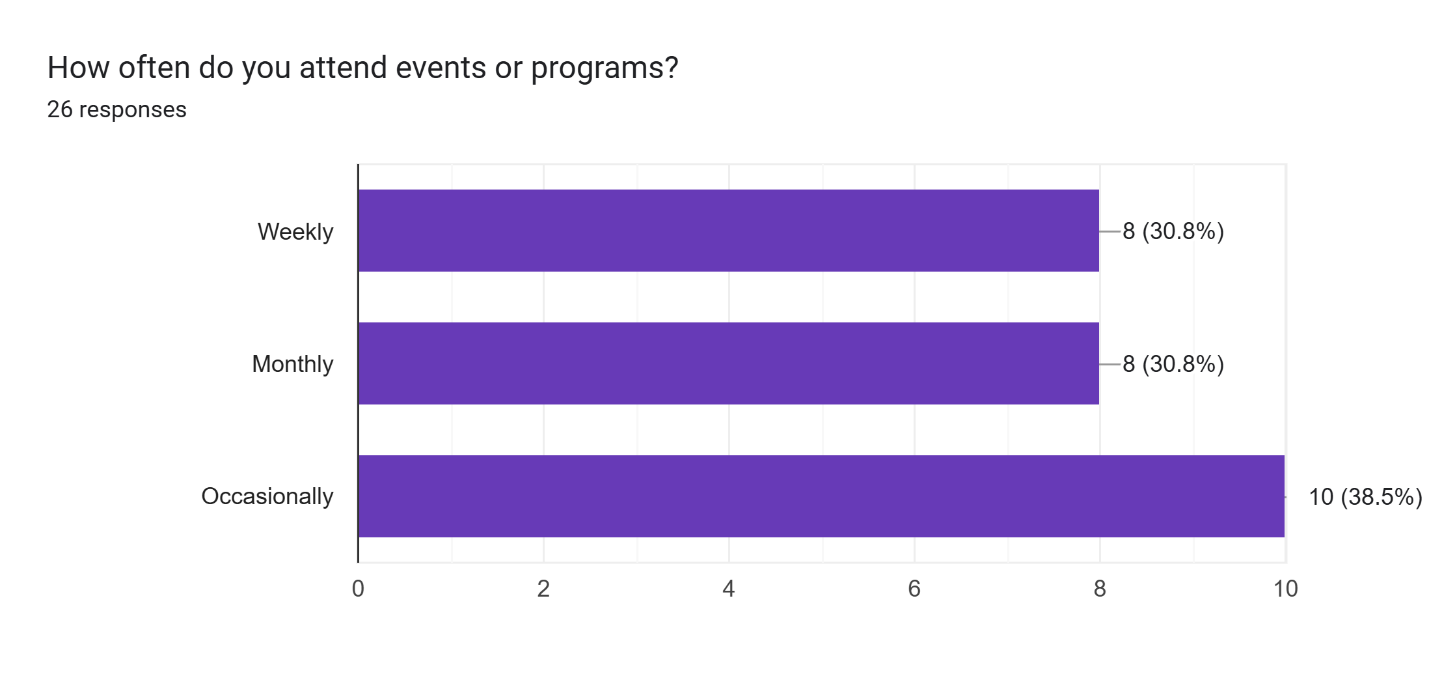 How often do you attend events or programs?
26 responses
Weekly
8 (30.8%)
Monthly
8 (30.8%)
Occasionally
10 (38.5%)
0 2 4 6 8 10